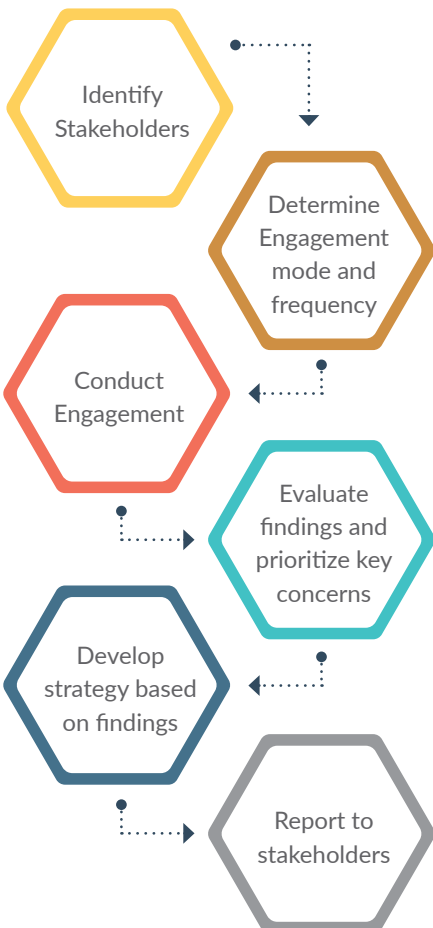 Identify
Stakeholders
Determine
Engagement
mode and
frequency
Conduct
Engagement
Evaluate
findings and
prioritize key
concerns
Develop
strategy based
on findings
Report to
stakeholders